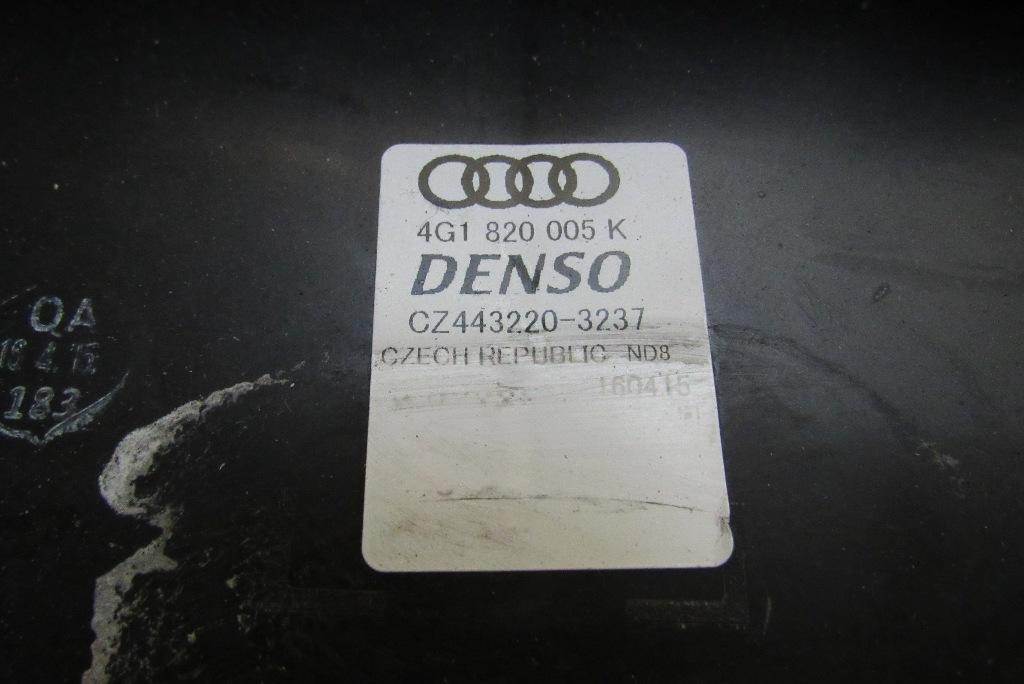 4G1 820 005 K
DENSO
CZ443220-3237
CZECH REPUBLIC ND8
160415
QA
183